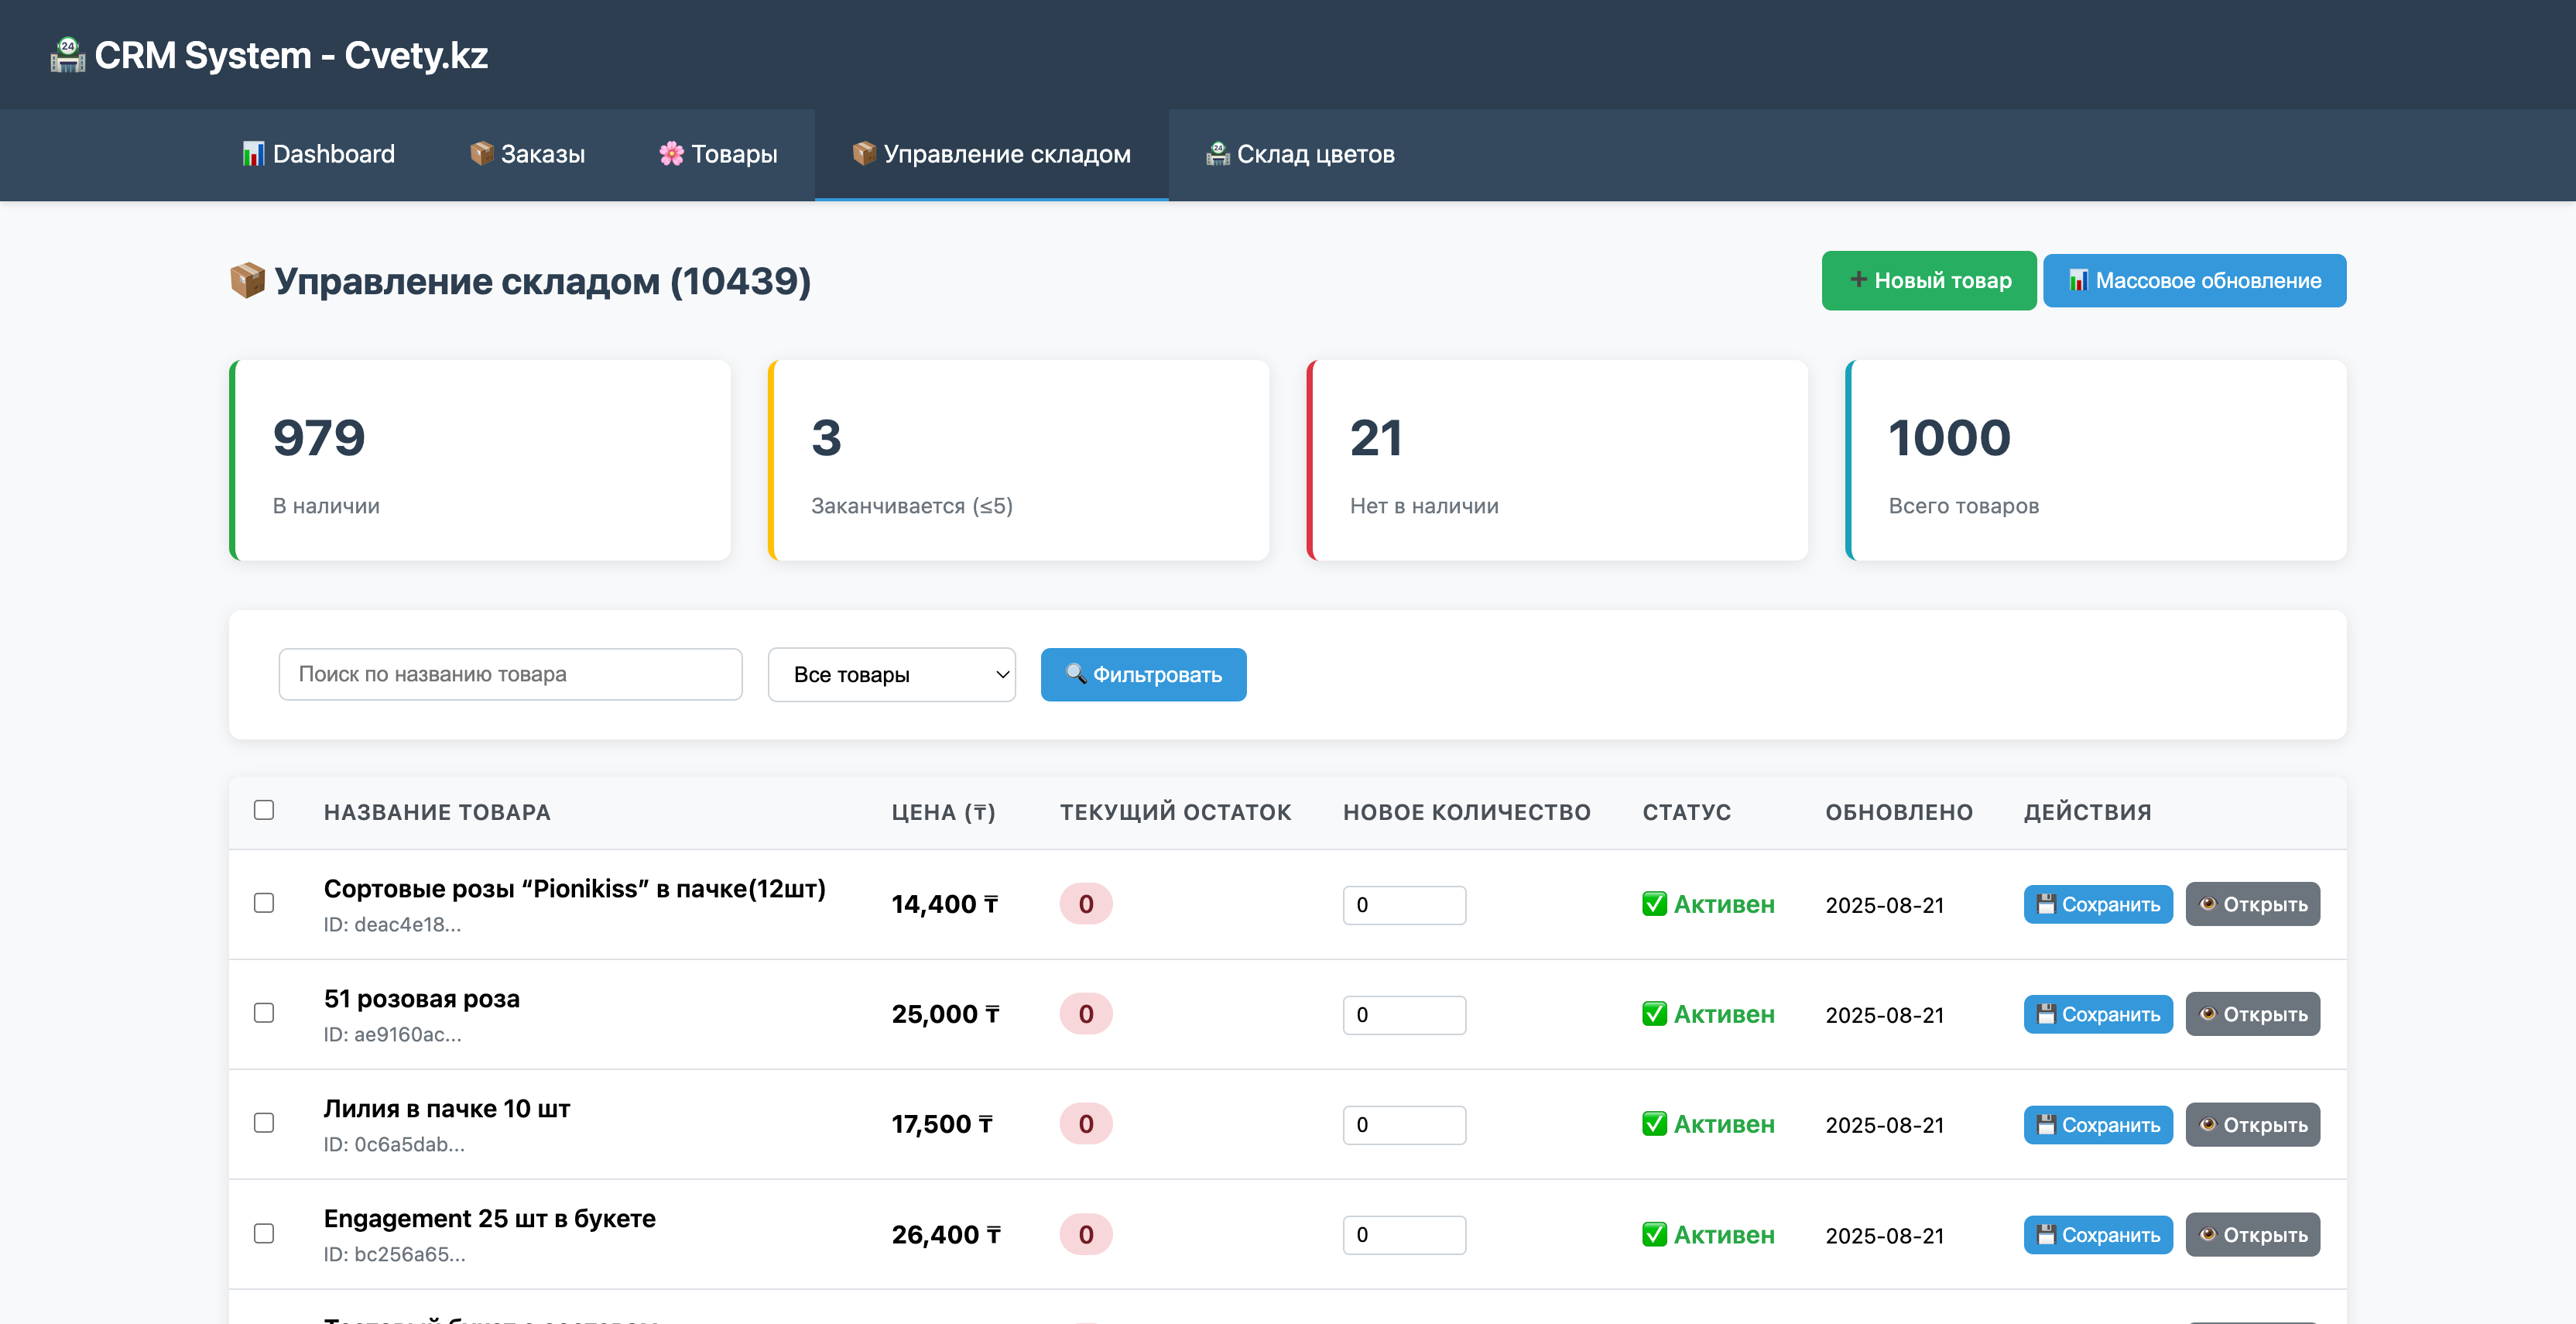 CRM System - Cvety.kz
Dashboard
Заказы
Товары
Управление складом
Склад цветов
Управление складом (10439)
Новый товар
Массовое обновление
979
В наличии
3
Заканчивается (≤5)
21
Нет в наличии
1000
Всего товаров
Поиск по названию товара
Все товары
Фильтровать
НАЗВАНИЕ ТОВАРА ЦЕНА (₸) ТЕКУЩИЙ ОСТАТОК НОВОЕ КОЛИЧЕСТВО СТАТУС ОБНОВЛЕНО ДЕЙСТВИЯ
Сортовые розы “Pionikiss” в пачке(12шт)
ID: deac4e18...
14,400 ₸ 0 0 Активен 2025-08-21 Сохранить Открыть
51 розовая роза
ID: ae9160ac...
25,000 ₸ 0 0 Активен 2025-08-21 Сохранить Открыть
Лилия в пачке 10 шт
ID: 0c6a5dab...
17,500 ₸ 0 0 Активен 2025-08-21 Сохранить Открыть
Engagement 25 шт в букете
ID: bc256a65...
26,400 ₸ 0 0 Активен 2025-08-21 Сохранить Открыть